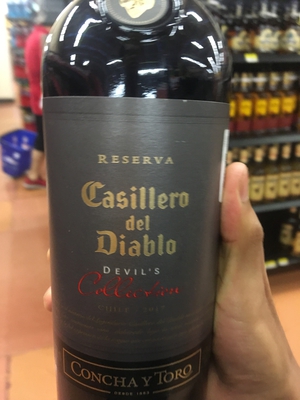 RESERVA
Casillero
del
Diablo
DEVIL'S
Collection
CONCHA Y TORO